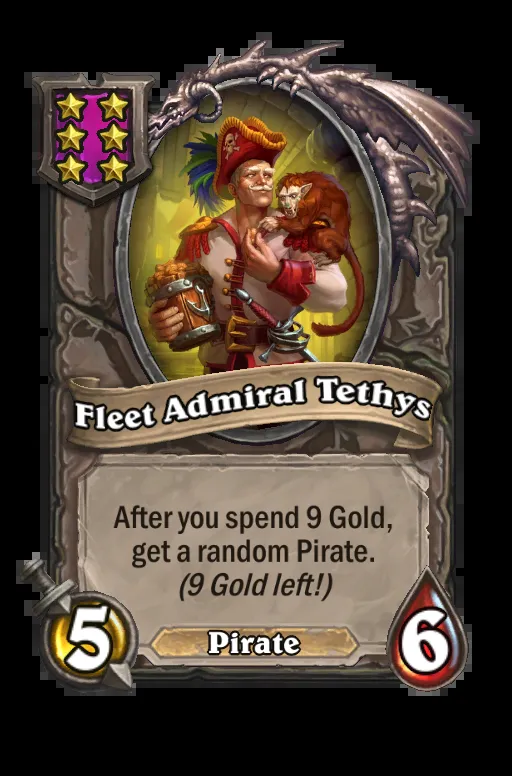 Fleet Admiral Tethys
After you spend 9 Gold,
get a random Pirate.
(9 Gold left!)
5
Pirate
6